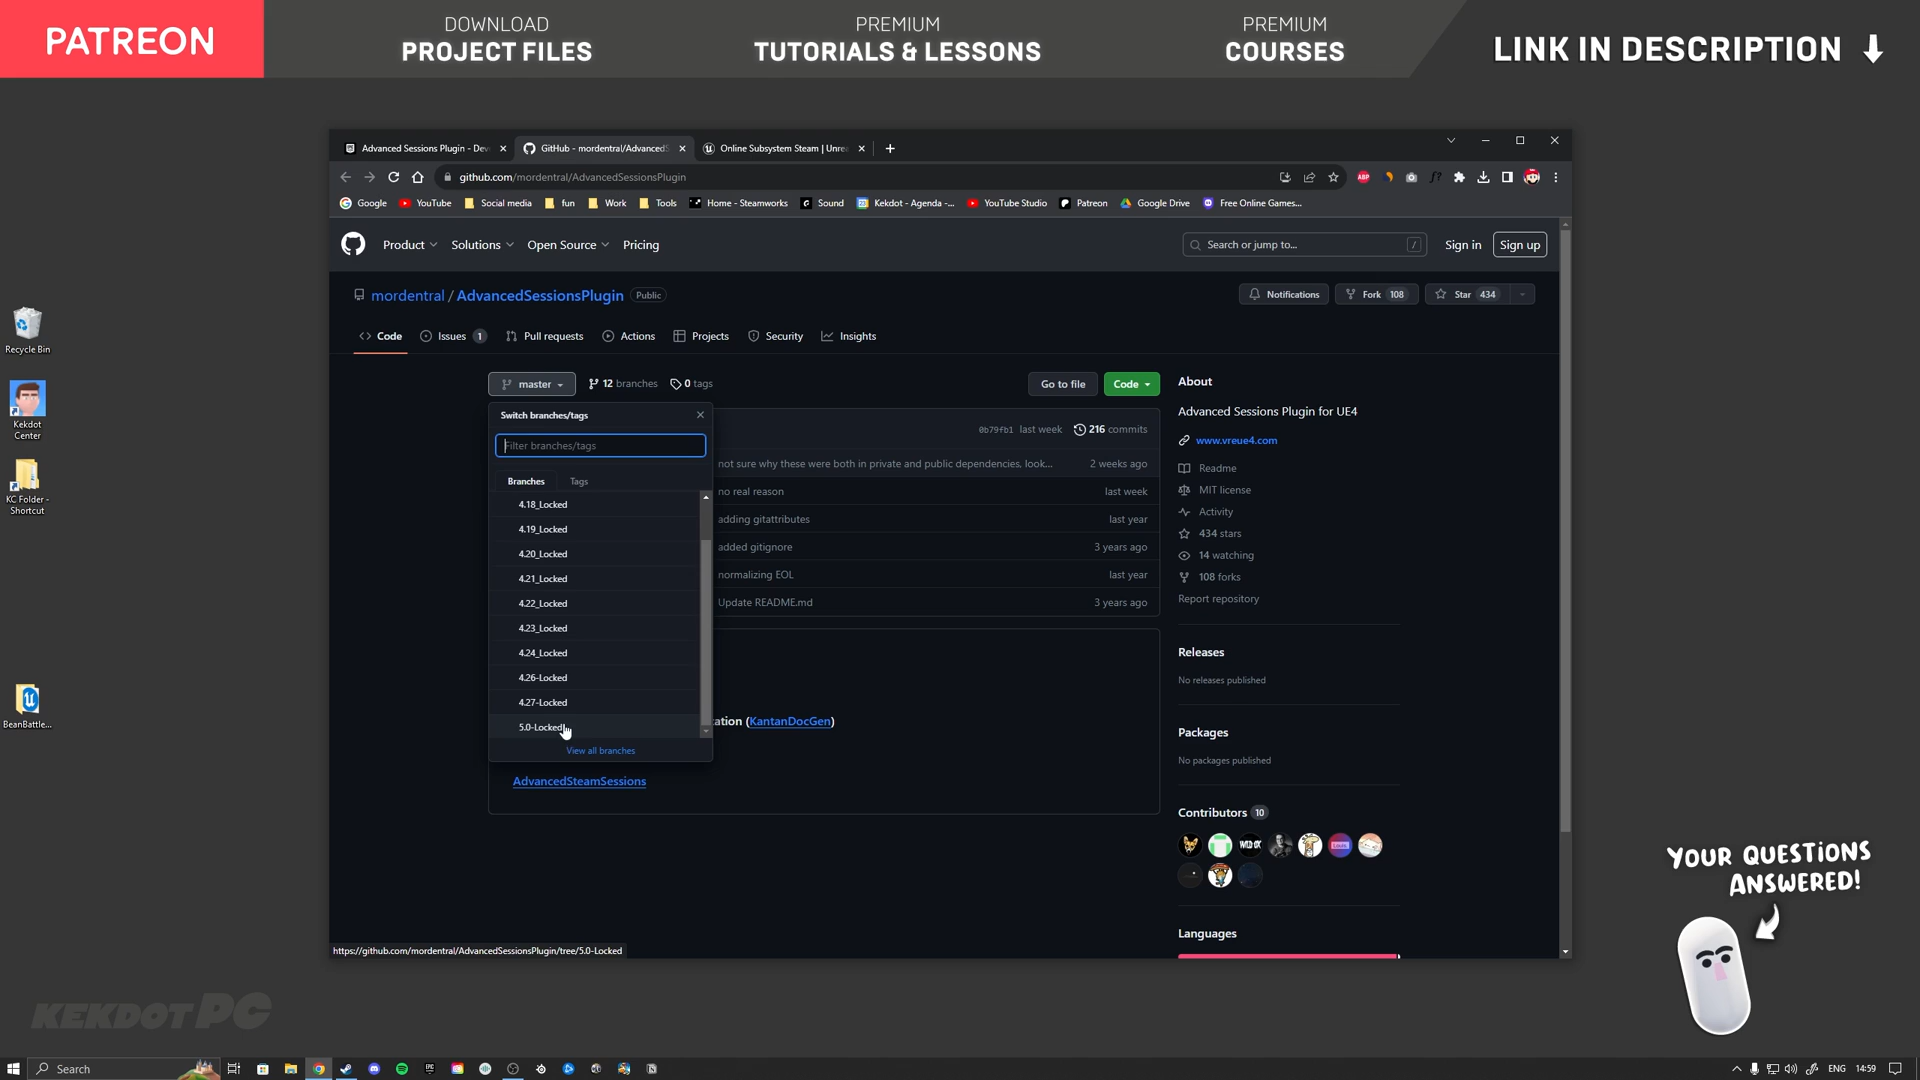 PATREON
DOWNLOAD
PROJECT FILES
PREMIUM
TUTORIALS & LESSONS
PREMIUM
COURSES
LINK IN DESCRIPTION
Advanced Sessions Plugin - Dev
GitHub - mordentral/AdvancedS
Online Subsystem Steam | Unrea
github.com/mordentral/AdvancedSessionsPlugin
ABP
f?
Google
YouTube
Social media
fun
Work
Tools
Home - Steamworks
Sound
Kekdot - Agenda -...
YouTube Studio
Patreon
Google Drive
Free Online Games...
Product
Solutions
Open Source
Pricing
Search or jump to...
/
Sign in
Sign up
mordentral / AdvancedSessionsPlugin
Public
Notifications
Fork 108
Star 434
Code
Issues 1
Pull requests
Actions
Projects
Security
Insights
master
12 branches
0 tags
Go to file
Code
Switch branches/tags
Filter branches/tags
Branches
Tags
4.18_Locked
4.19_Locked
4.20_Locked
4.21_Locked
4.22_Locked
4.23_Locked
4.24_Locked
4.26-Locked
4.27-Locked
5.0-Locked
View all branches
0b79fb1 last week
216 commits
not sure why these were both in private and public dependencies, look...
2 weeks ago
no real reason
last week
adding gitattributes
last year
added gitignore
3 years ago
normalizing EOL
last year
Update README.md
3 years ago
ation (KantanDocGen)
AdvancedSteamSessions
About
Advanced Sessions Plugin for UE4
www.vreue4.com
Readme
MIT license
Activity
434 stars
14 watching
108 forks
Report repository
Releases
No releases published
Packages
No packages published
Contributors 10
WILD OX
Languages
https://github.com/mordentral/AdvancedSessionsPlugin/tree/5.0-Locked
Recycle Bin
Kekdot
Center
KC Folder -
Shortcut
BeanBattle...
YOUR QUESTIONS
ANSWERED!
KEKDOT PC
Search
ENG
14:59